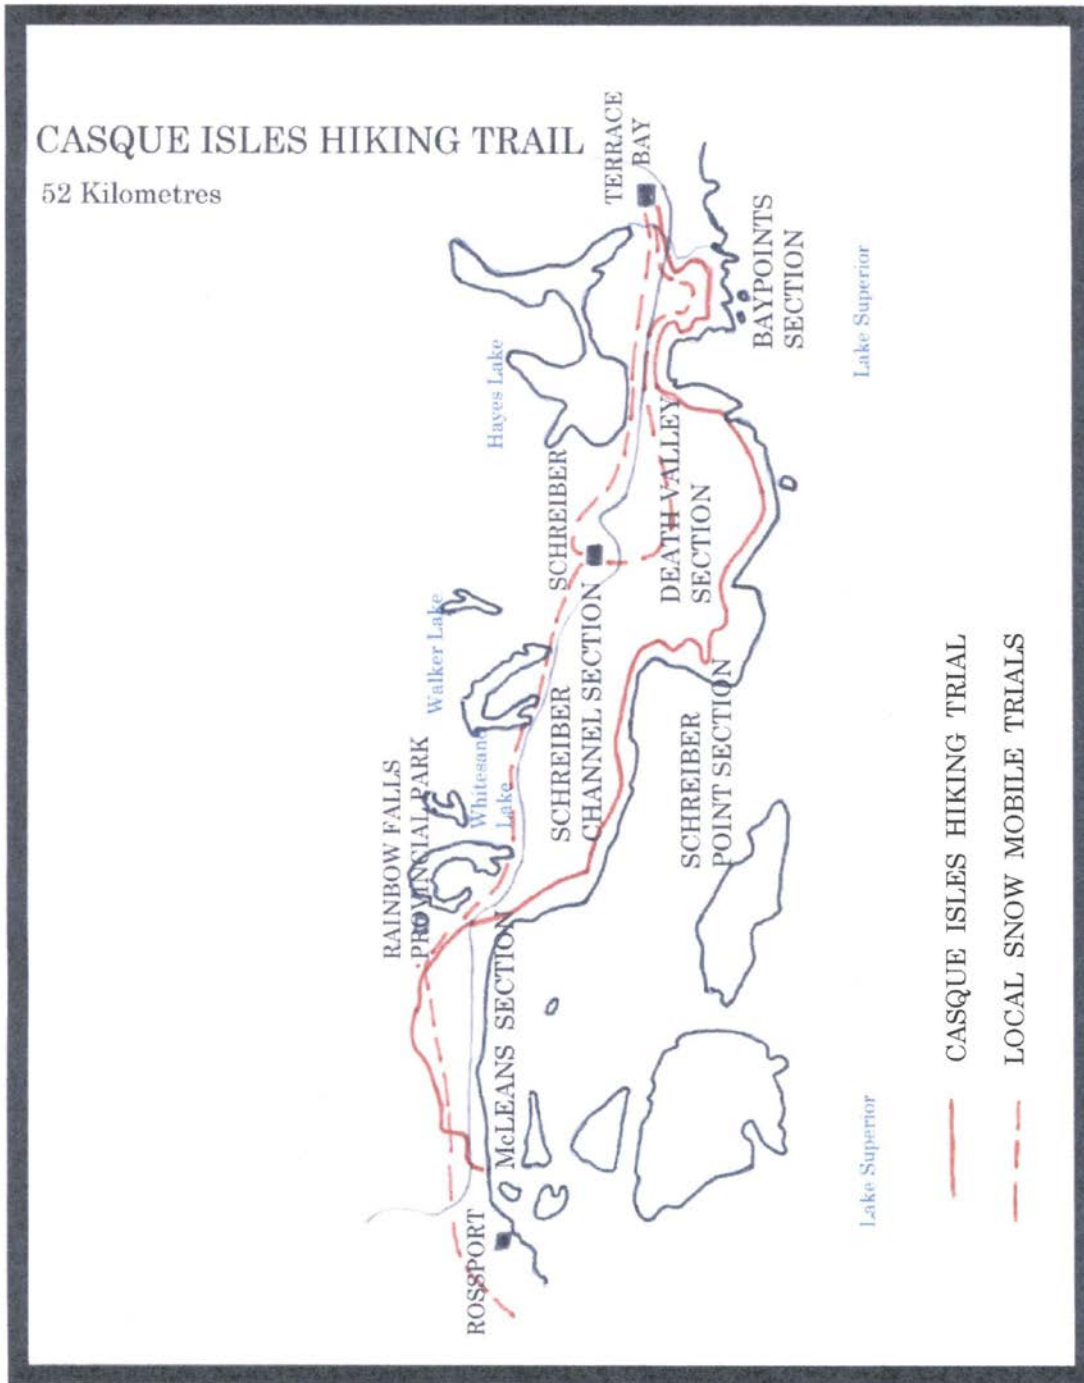 CASQUE ISLES HIKING TRAIL
52 Kilometres
TERRACE
BAY
BAYPOINTS
SECTION
Lake Superior
Hayes Lake
SCHREIBER
DEATH VALLEY
SECTION
Walker Lake
SCHREIBER
CHANNEL SECTION
SCHREIBER
POINT SECTION
Whitesand
Lake
RAINBOW FALLS
PROVINCIAL PARK
McLEANS SECTION
ROSSPORT
Lake Superior
CASQUE ISLES HIKING TRIAL
LOCAL SNOW MOBILE TRIALS